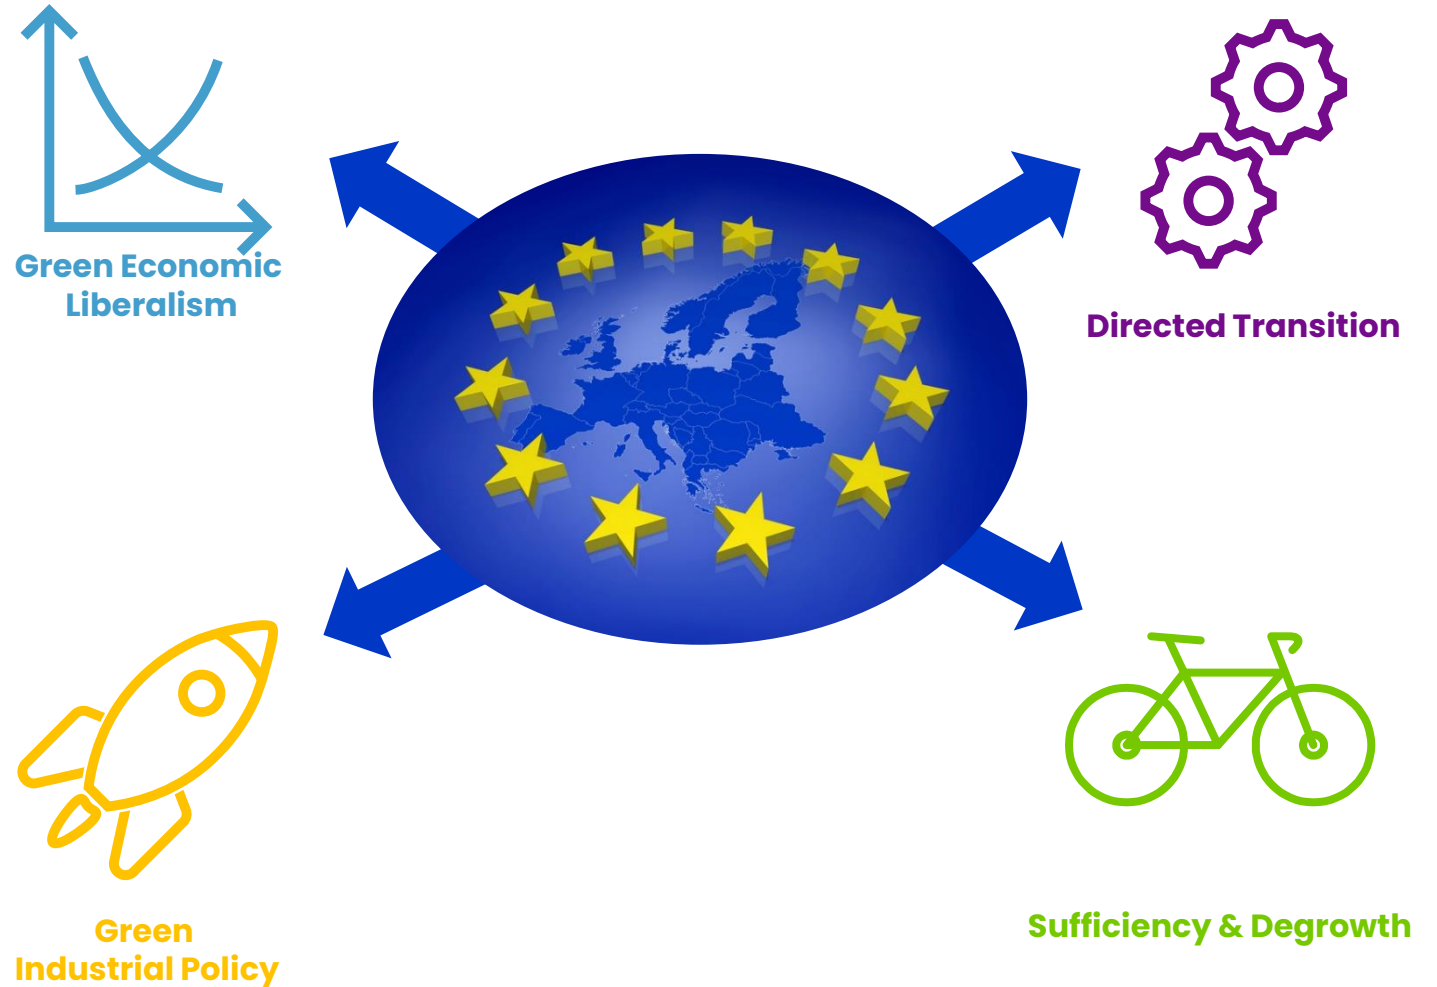 Green Economic
Liberalism
Directed Transition
Green
Industrial Policy
Sufficiency & Degrowth